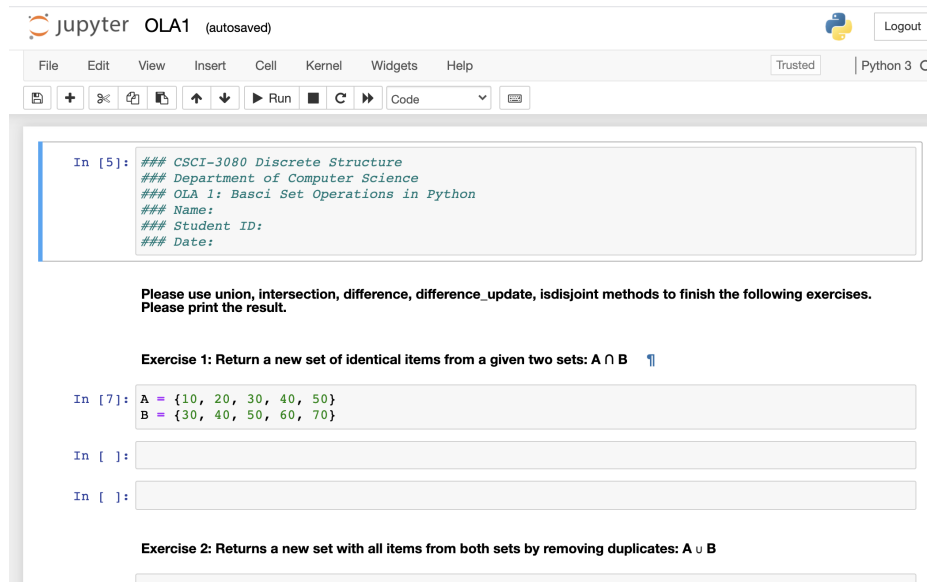 jupyter OLA1 (autosaved)
Logout
File Edit View Insert Cell Kernel Widgets Help
Trusted
Python 3
Run
Code
In [5]: ### CSCI-3080 Discrete Structure
### Department of Computer Science
### OLA 1: Basci Set Operations in Python
### Name:
### Student ID:
### Date:
Please use union, intersection, difference, difference_update, isdisjoint methods to finish the following exercises.
Please print the result.
Exercise 1: Return a new set of identical items from a given two sets: A ∩ B ¶
In [7]: A = {10, 20, 30, 40, 50}
B = {30, 40, 50, 60, 70}
In [ ]:
In [ ]:
Exercise 2: Returns a new set with all items from both sets by removing duplicates: A ∪ B